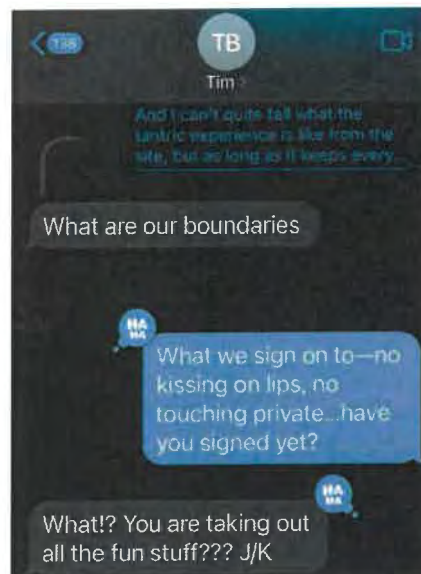 TB
Tim
And I can't quite tell what the
tantric experience is like from the
site, but as long as it keeps every...
What are our boundaries
HA
HA
What we sign on to—no
kissing on lips, no
touching private...have
you signed yet?
HA
HA
What!? You are taking out
all the fun stuff??? J/K